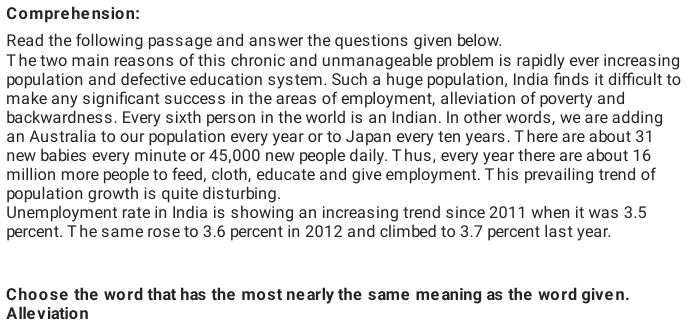 Comprehension:
Read the following passage and answer the questions given below.
The two main reasons of this chronic and unmanageable problem is rapidly ever increasing
population and defective education system. Such a huge population, India finds it difficult to
make any significant success in the areas of employment, alleviation of poverty and
backwardness. Every sixth person in the world is an Indian. In other words, we are adding
an Australia to our population every year or to Japan every ten years. There are about 31
new babies every minute or 45,000 new people daily. Thus, every year there are about 16
million more people to feed, cloth, educate and give employment. This prevailing trend of
population growth is quite disturbing.
Unemployment rate in India is showing an increasing trend since 2011 when it was 3.5
percent. The same rose to 3.6 percent in 2012 and climbed to 3.7 percent last year.
Choose the word that has the most nearly the same meaning as the word given.
Alleviation